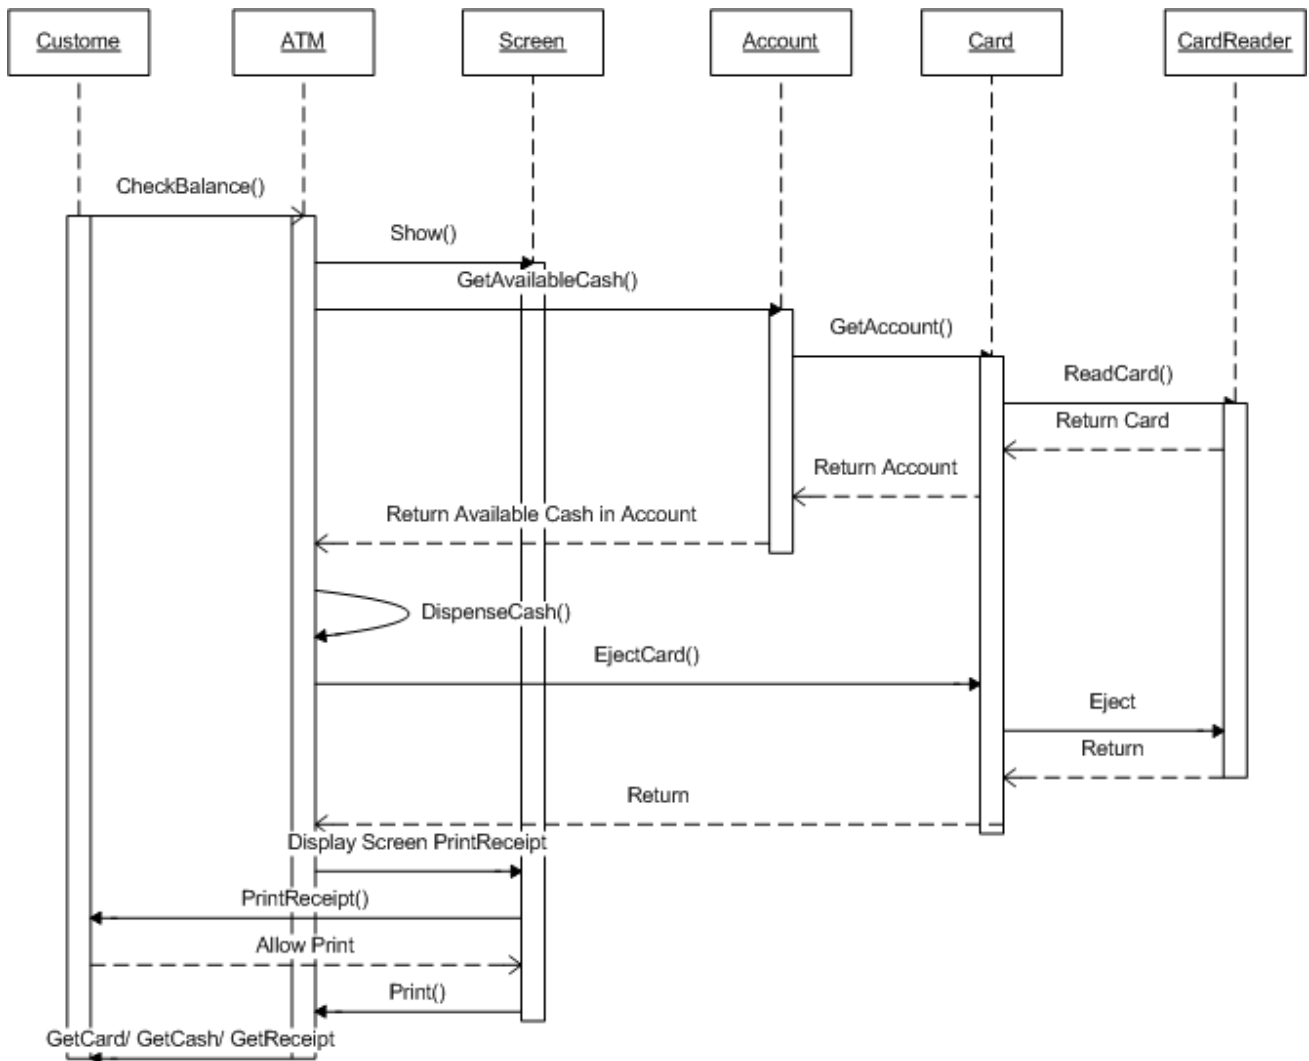 Custome
ATM
Screen
Account
Card
CardReader
CheckBalance()
Show()
GetAvailableCash()
GetAccount()
ReadCard()
Return Card
Return Account
Return Available Cash in Account
DispenseCash()
EjectCard()
Eject
Return
Return
Display Screen PrintReceipt
PrintReceipt()
Allow Print
Print()
GetCard/ GetCash/ GetReceipt